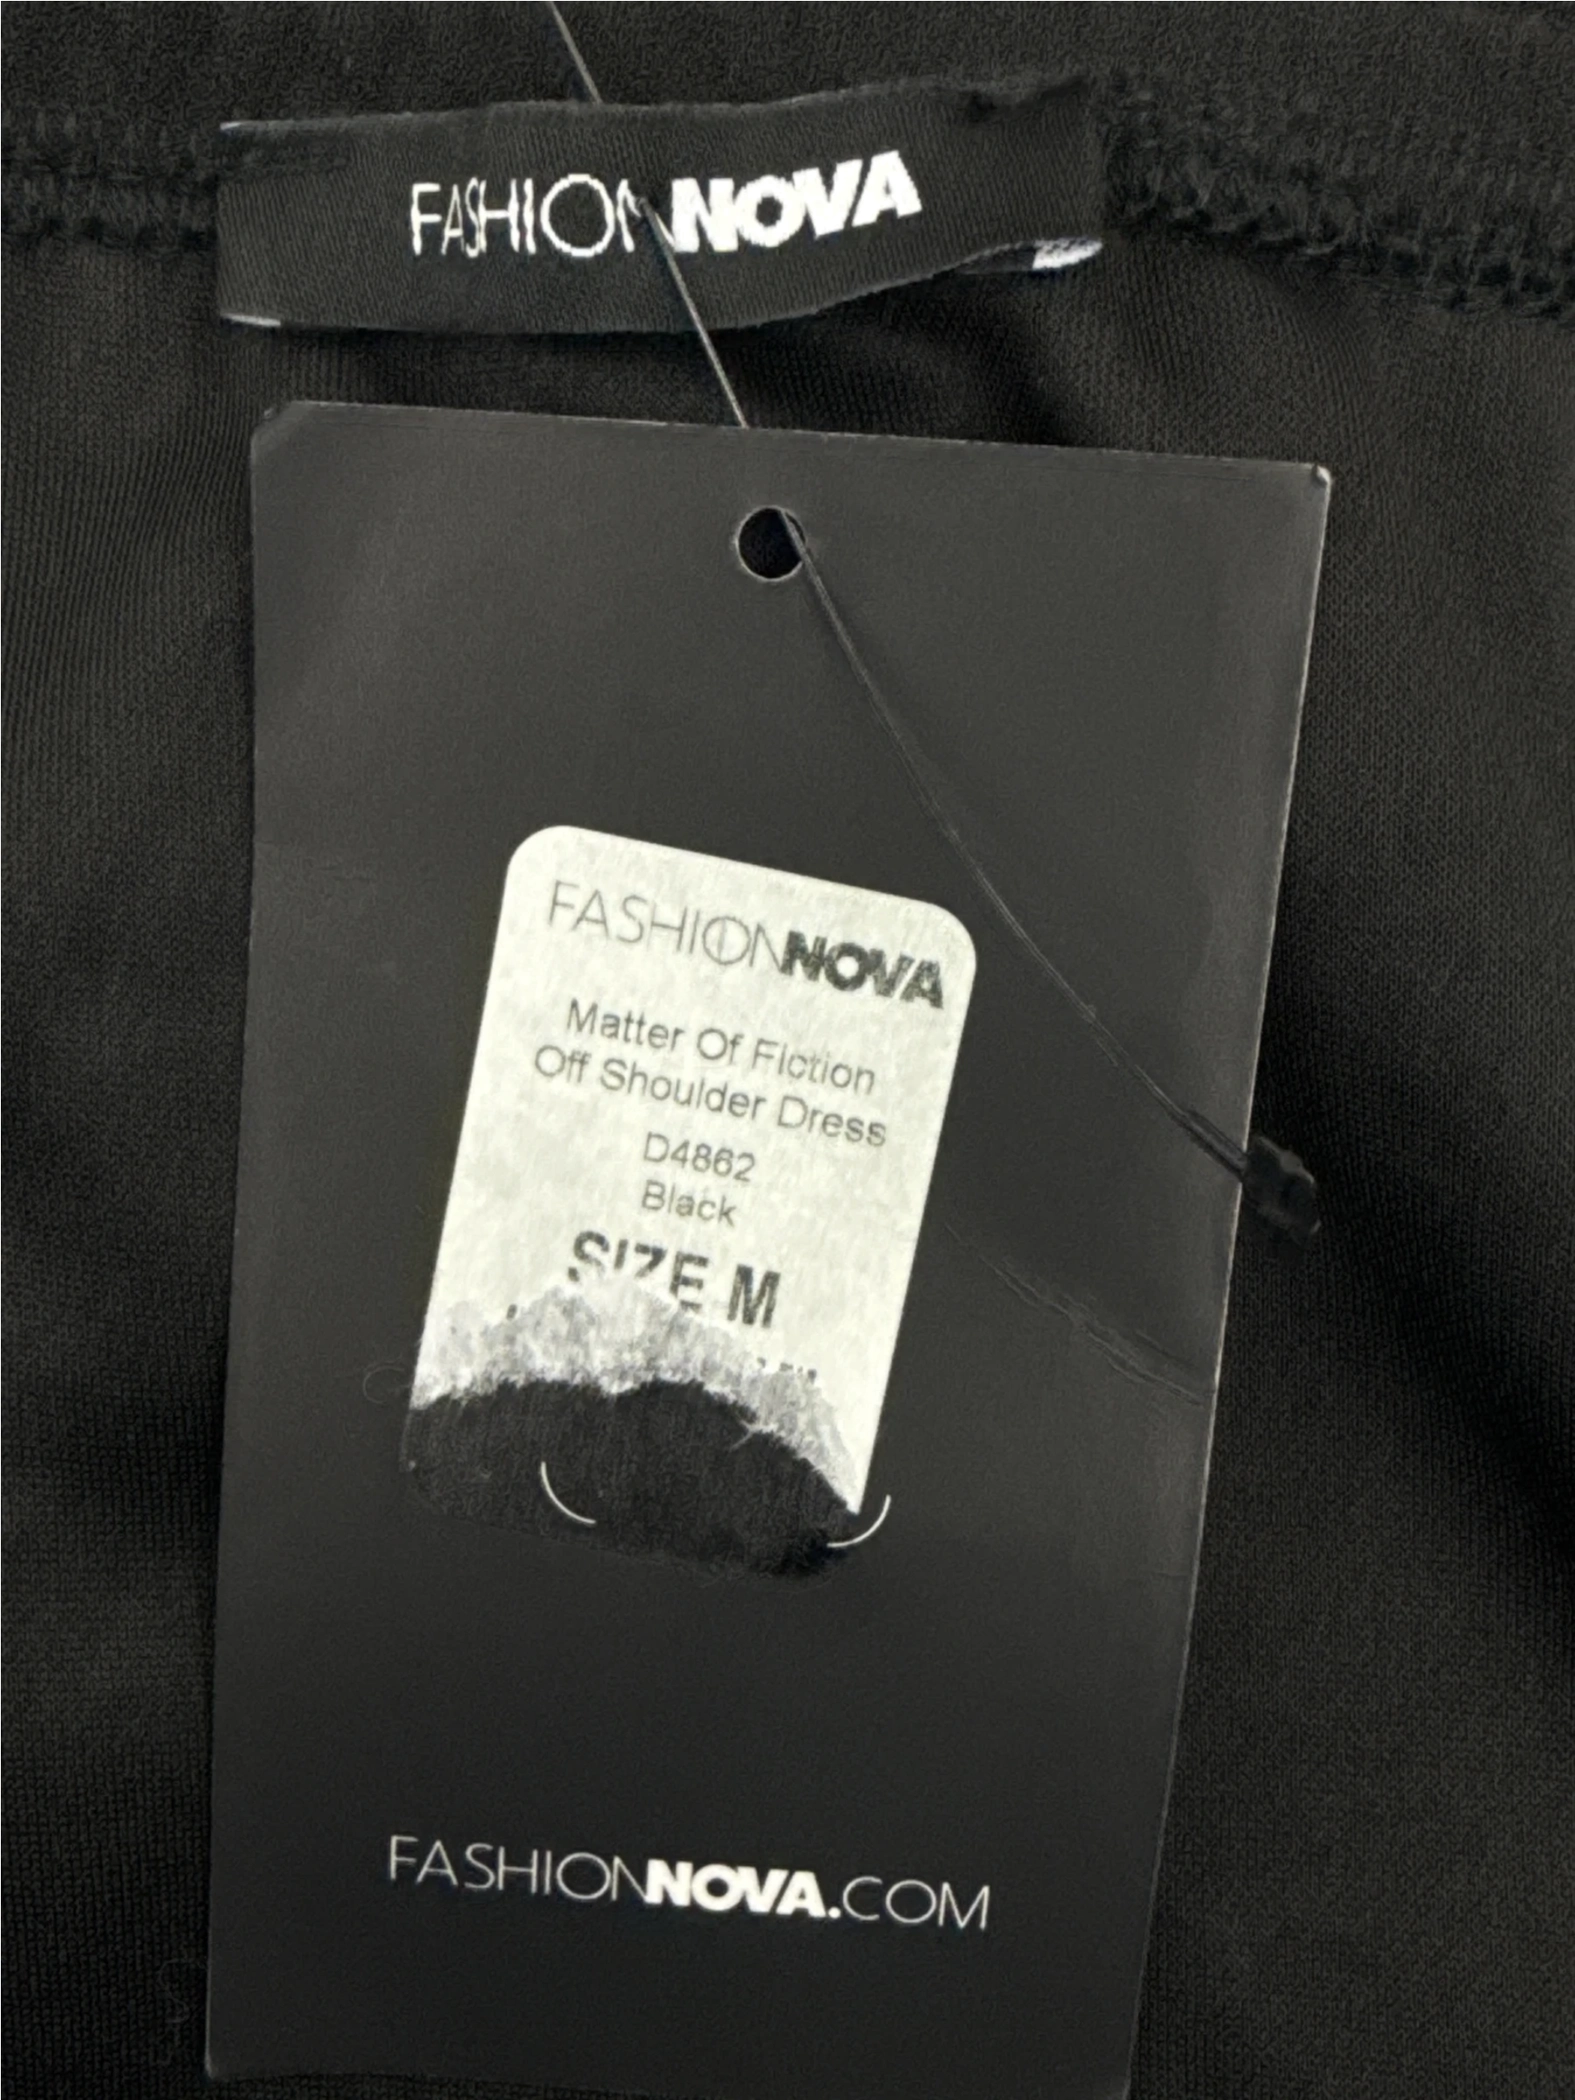 FASHIONNOVA
FASHIONNOVA
Matter Of Fiction
Off Shoulder Dress
D4862
Black
SIZE M
FASHIONNOVA.COM